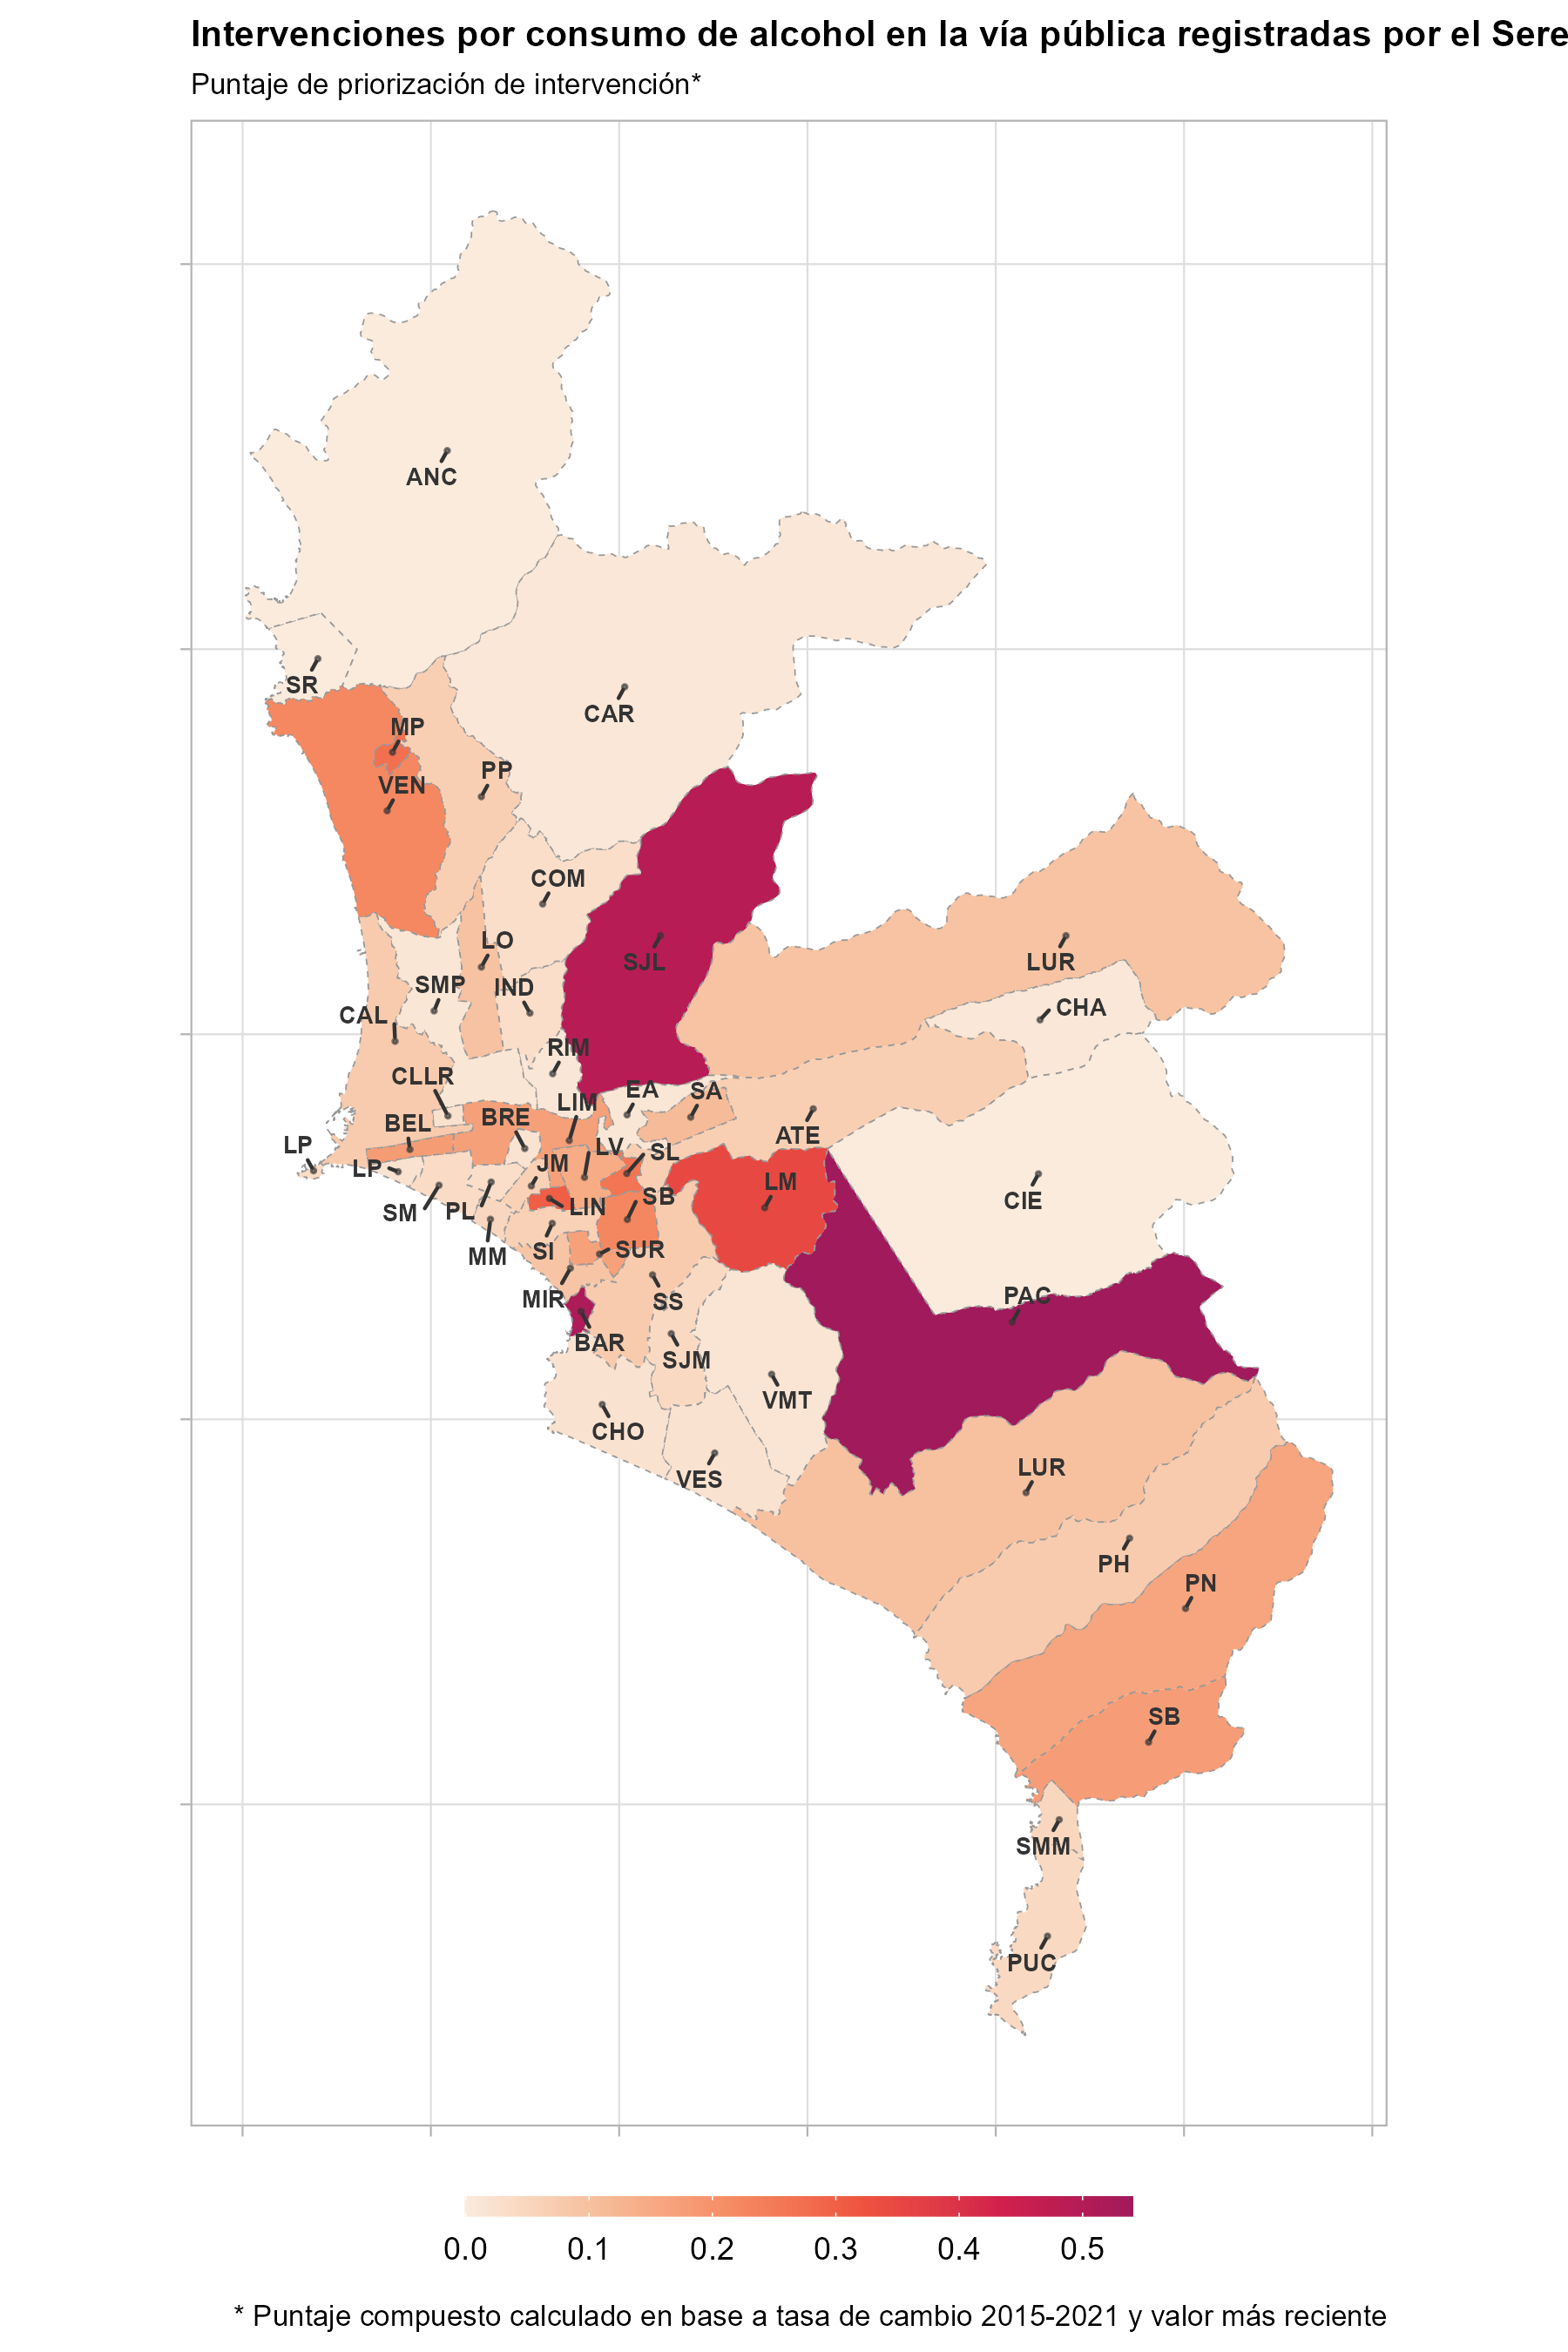 Intervenciones por consumo de alcohol en la vía pública registradas por el Sere
Puntaje de priorización de intervención*
ANC
SR
CAR
MP
PP
VEN
COM
LO
SJL
LUR
SMP
IND
CHA
CAL
RIM
CLLR
EA
SA
LIM
BEL
BRE
ATE
LP
LV
SL
LP
JM
LM
CIE
SM
PL
LIN
SB
MM
SI
SUR
MIR
SS
PAC
BAR
SJM
VMT
CHO
VES
LUR
PH
PN
SB
SMM
PUC
0.0 0.1 0.2 0.3 0.4 0.5
* Puntaje compuesto calculado en base a tasa de cambio 2015-2021 y valor más reciente